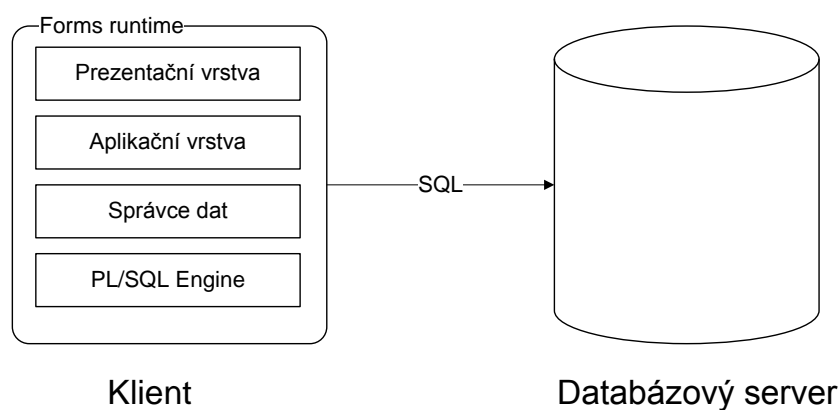 Forms runtime
Prezentační vrstva
Aplikační vrstva
Správce dat
PL/SQL Engine
SQL
Klient
Databázový server